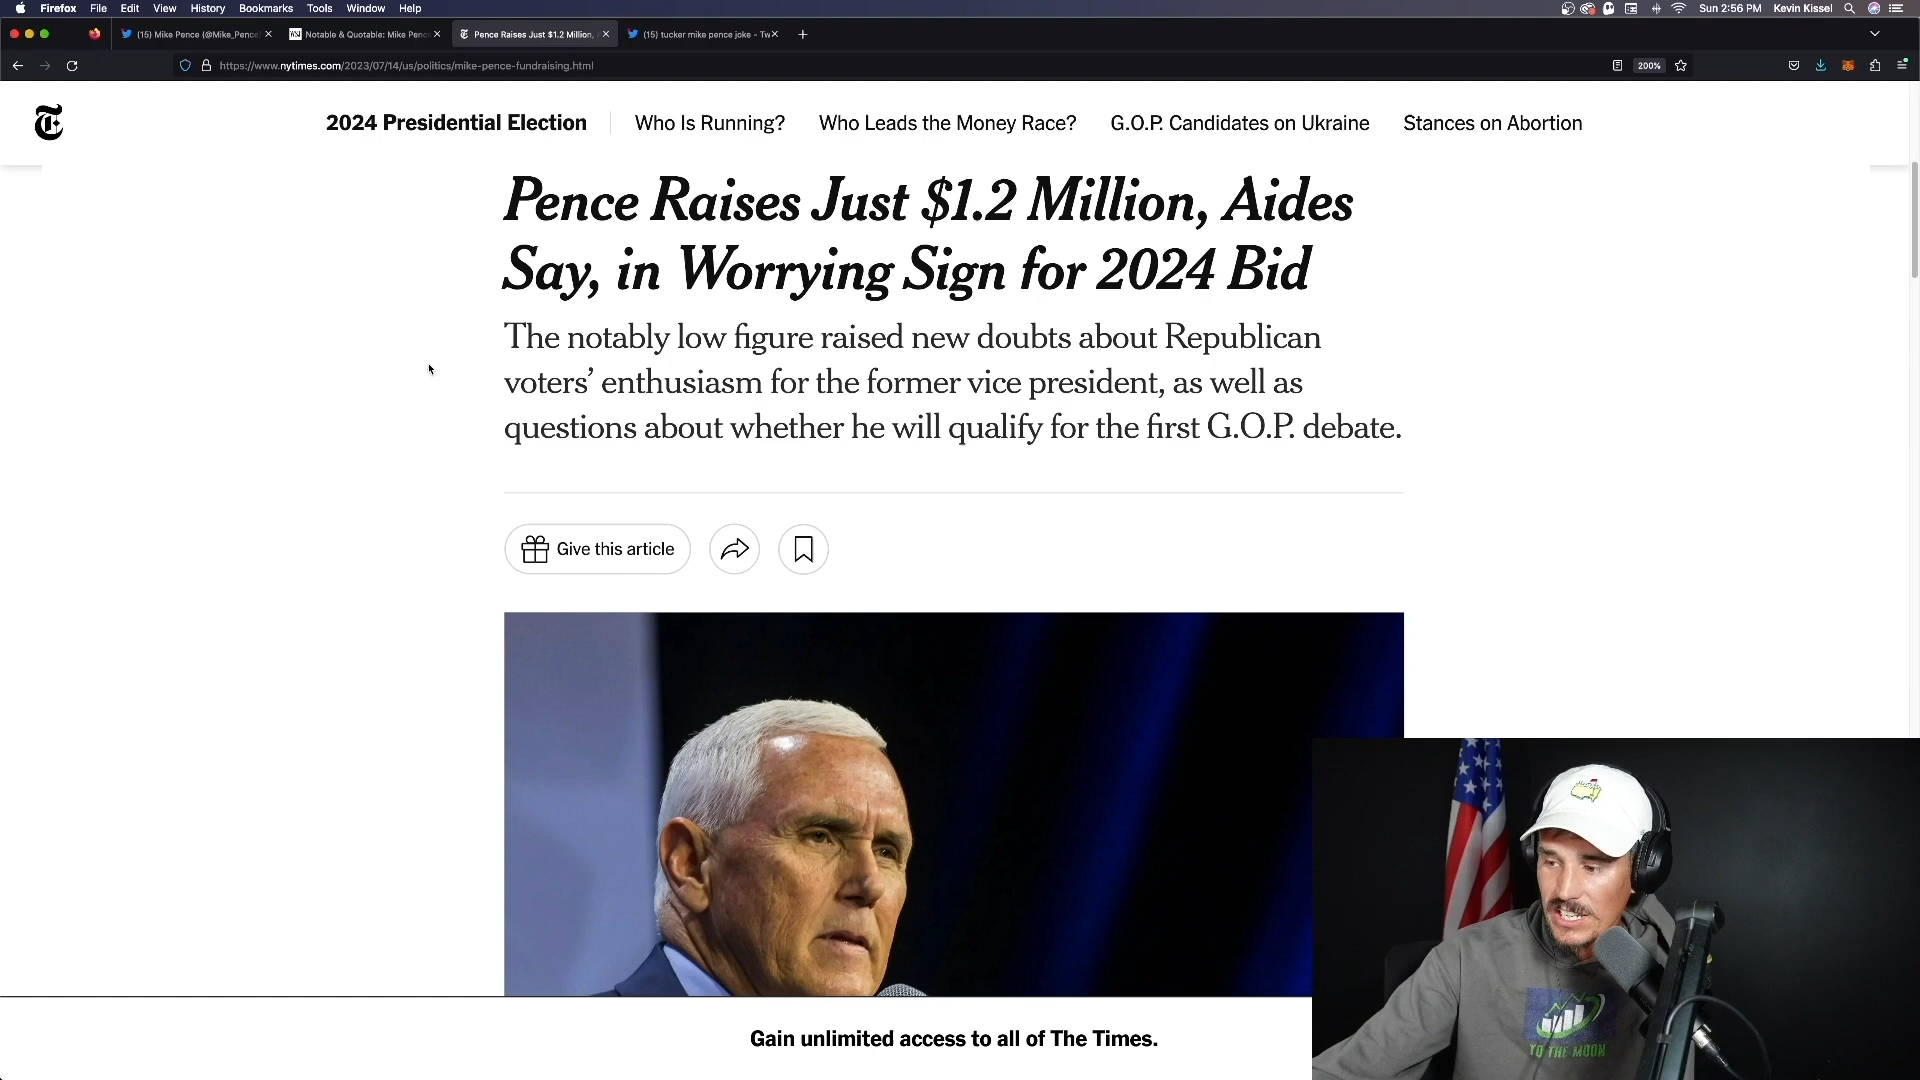 Firefox File Edit View History Bookmarks Tools Window Help Sun 2:56 PM Kevin Kissel
(15) Mike Pence (@Mike_Pence) Notable & Quotable: Mike Penc Pence Raises Just $1.2 Million, (15) tucker mike pence joke - Tw
https://www.nytimes.com/2023/07/14/us/politics/mike-pence-fundraising.html 200%
2024 Presidential Election Who Is Running? Who Leads the Money Race? G.O.P. Candidates on Ukraine Stances on Abortion
Pence Raises Just $1.2 Million, Aides
Say, in Worrying Sign for 2024 Bid
The notably low figure raised new doubts about Republican
voters’ enthusiasm for the former vice president, as well as
questions about whether he will qualify for the first G.O.P. debate.
Give this article
Gain unlimited access to all of The Times.
TO THE MOON